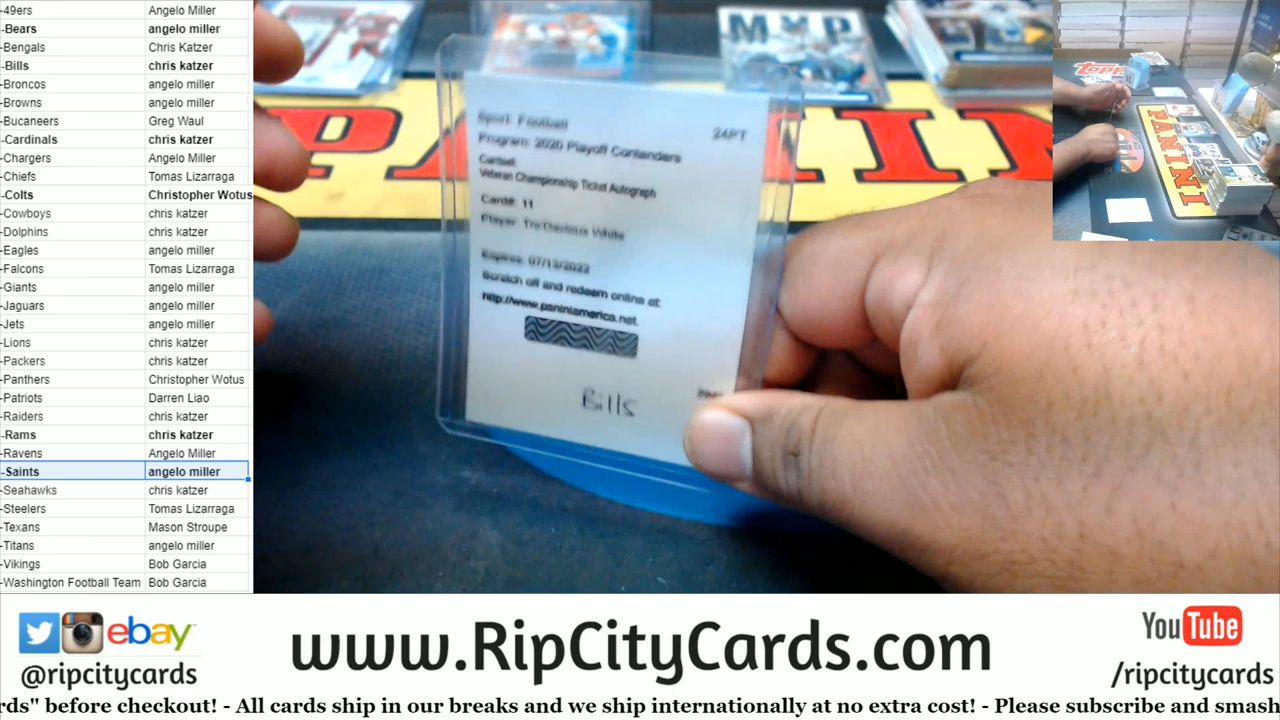 -49ers Angelo Miller
-Bears angelo miller
-Bengals Chris Katzer
-Bills chris katzer
-Broncos angelo miller
-Browns angelo miller
-Bucaneers Greg Waul
-Cardinals chris katzer
-Chargers Angelo Miller
-Chiefs Tomas Lizarraga
-Colts Christopher Wotus
-Cowboys chris katzer
-Dolphins chris katzer
-Eagles angelo miller
-Falcons Tomas Lizarraga
-Giants angelo miller
-Jaguars angelo miller
-Jets angelo miller
-Lions chris katzer
-Packers chris katzer
-Panthers Christopher Wotus
-Patriots Darren Liao
-Raiders chris katzer
-Rams chris katzer
-Ravens Angelo Miller
-Saints angelo miller
-Seahawks chris katzer
-Steelers Tomas Lizarraga
-Texans Mason Stroupe
-Titans angelo miller
-Vikings Bob Garcia
-Washington Football Team Bob Garcia
MVP
PANINI
Sport: Football
24PT
Program: 2020 Playoff Contenders
Cardset:
Veteran Championship Ticket Autograph
Card#: 11
Player: Tre'Davious White
Expires: 07/13/2022
Scratch off and redeem online at:
http://www.paniniamerica.net.
Bills
TOPPS
PANINI
ebay
@ripcitycards
www.RipCityCards.com
YouTube
/ripcitycards
rds" before checkout! - All cards ship in our breaks and we ship internationally at no extra cost! - Please subscribe and smash